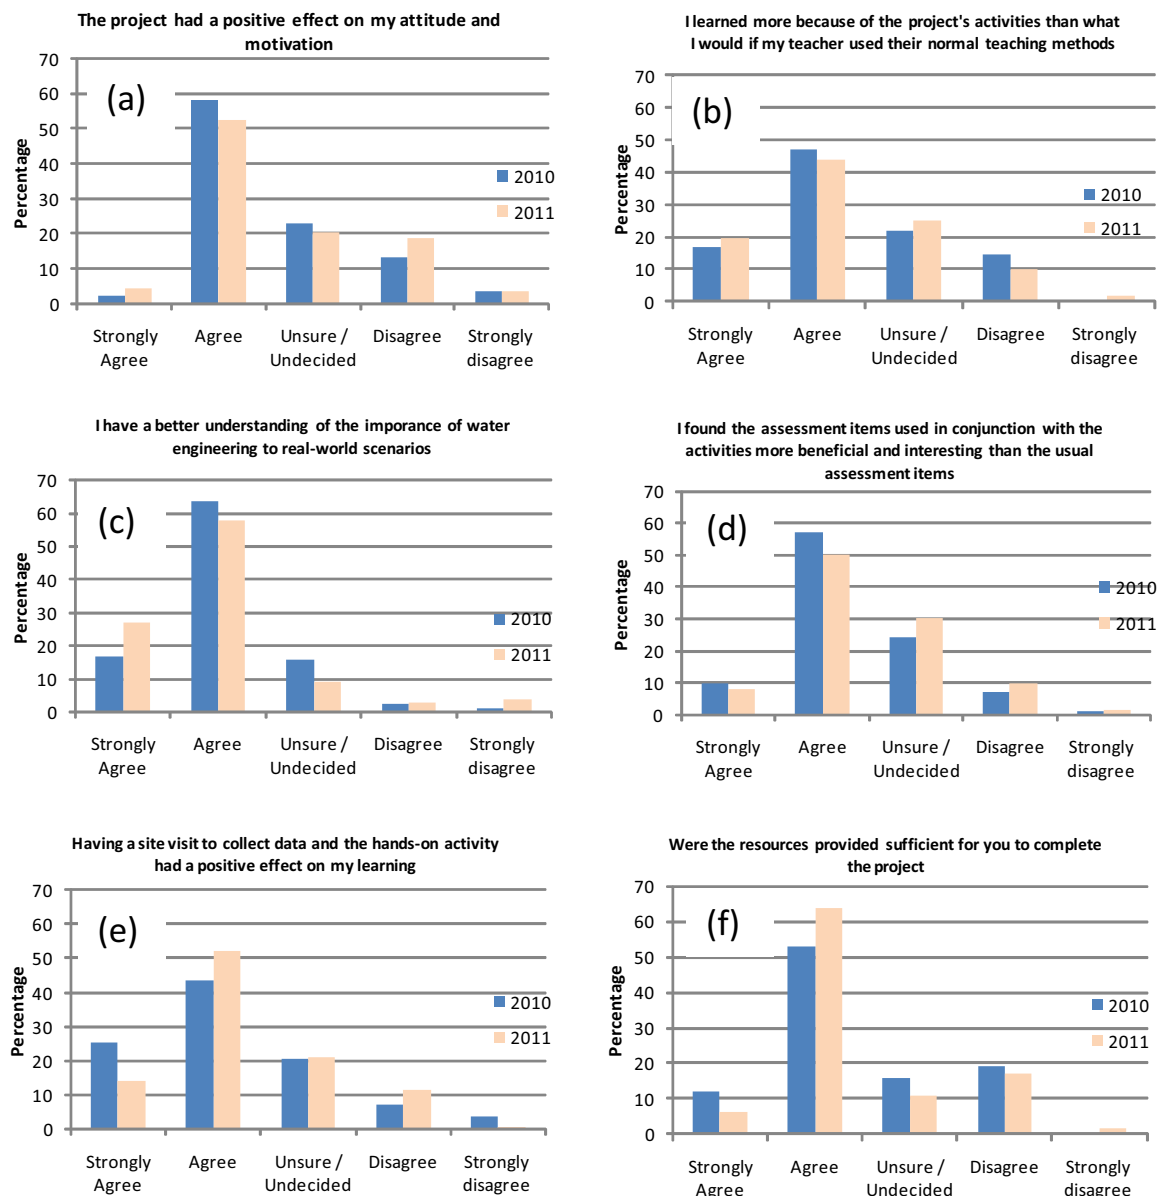 The project had a positive effect on my attitude and
motivation
70
60
50
40
30
20
10
0
Percentage
(a)
2010
2011
Strongly Agree
Agree
Unsure / Undecided
Disagree
Strongly disagree
I learned more because of the project's activities than what
I would if my teacher used their normal teaching methods
70
60
50
40
30
20
10
0
Percentage
(b)
2010
2011
Strongly Agree
Agree
Unsure / Undecided
Disagree
Strongly disagree
I have a better understanding of the imporance of water
engineering to real-world scenarios
70
60
50
40
30
20
10
0
Percentage
(c)
2010
2011
Strongly Agree
Agree
Unsure / Undecided
Disagree
Strongly disagree
I found the assessment items used in conjunction with the
activities more beneficial and interesting than the usual
assessment items
70
60
50
40
30
20
10
0
Percentage
(d)
2010
2011
Strongly Agree
Agree
Unsure / Undecided
Disagree
Strongly disagree
Having a site visit to collect data and the hands-on activity
had a positive effect on my learning
70
60
50
40
30
20
10
0
Percentage
(e)
2010
2011
Strongly Agree
Agree
Unsure / Undecided
Disagree
Strongly disagree
Were the resources provided sufficient for you to complete
the project
70
60
50
40
30
20
10
0
Percentage
(f)
2010
2011
Strongly Agree
Agree
Unsure / Undecided
Disagree
Strongly disagree